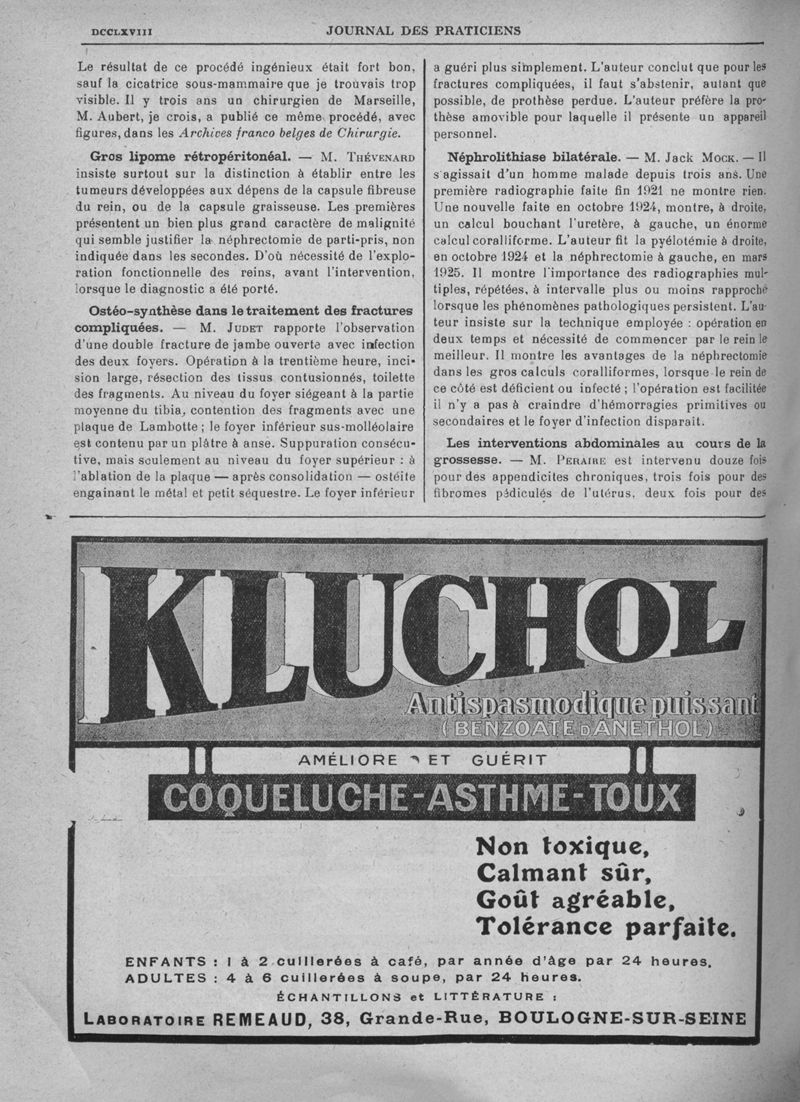 DCCLXVIII JOURNAL DES PRATICIENS
Le résultat de ce procédé ingénieux était fort bon,
sauf la cicatrice sous-mammaire que je trouvais trop
visible. Il y trois ans un chirurgien de Marseille,
M. Aubert, je crois, a publié ce même procédé, avec
figures, dans les Archives franco belges de Chirurgie.
Gros lipome rétropéritonéal. — M. THÉVENARD
insiste surtout sur la distinction à établir entre les
tumeurs développées aux dépens de la capsule fibreuse
du rein, ou de la capsule graisseuse. Les premières
présentent un bien plus grand caractère de malignité
qui semble justifier la néphrectomie de parti-pris, non
indiquée dans les secondes. D'où nécessité de l'explo-
ration fonctionnelle des reins, avant l'intervention,
lorsque le diagnostic a été porté.
Ostéo-synthèse dans le traitement des fractures
compliquées. — M. JUDET rapporte l'observation
d'une double fracture de jambe ouverte avec infection
des deux foyers. Opération à la trentième heure, inci-
sion large, résection des tissus contusionnés, toilette
des fragments. Au niveau du foyer siégeant à la partie
moyenne du tibia, contention des fragments avec une
plaque de Lambotte ; le foyer inférieur sus-molléolaire
est contenu par un plâtre à anse. Suppuration consécu-
tive, mais seulement au niveau du foyer supérieur : à
l'ablation de la plaque — après consolidation — ostéite
engainant le métal et petit séquestre. Le foyer inférieur
a guéri plus simplement. L'auteur conclut que pour les
fractures compliquées, il faut s'abstenir, autant que
possible, de prothèse perdue. L'auteur préfère la pro-
thèse amovible pour laquelle il présente un appareil
personnel.
Néphrolithiase bilatérale. — M. Jack MOCK. — Il
s'agissait d'un homme malade depuis trois ans. Une
première radiographie faite fin 1921 ne montre rien.
Une nouvelle faite en octobre 1924, montre, à droite,
un calcul bouchant l'uretère, à gauche, un énorme
calcul coralliforme. L'auteur fit la pyélotémie à droite,
en octobre 1924 et la néphrectomie à gauche, en mars
1925. Il montre l'importance des radiographies mul-
tiples, répétées, à intervalle plus ou moins rapproché
lorsque les phénomènes pathologiques persistent. L'au-
teur insiste sur la technique employée : opération en
deux temps et nécessité de commencer par le rein le
meilleur. Il montre les avantages de la néphrectomie
dans les gros calculs coralliformes, lorsque le rein de
ce côté est déficient ou infecté ; l'opération est facilitée
il n'y a pas à craindre d'hémorragies primitives ou
secondaires et le foyer d'infection disparait.
Les interventions abdominales au cours de la
grossesse. — M. PERAIRE est intervenu douze fois
pour des appendicites chroniques, trois fois pour des
fibromes pédiculés de l'utérus, deux fois pour des
KLUCHOL
Antispasmodique puissant
(BENZOATE D'ANETHOL)
AMÉLIORE ET GUÉRIT
COQUELUCHE-ASTHME-TOUX
Non toxique,
Calmant sûr,
Goût agréable,
Tolérance parfaite.
ENFANTS : 1 à 2 cuillerées à café, par année d'âge par 24 heures.
ADULTES : 4 à 6 cuillerées à soupe, par 24 heures.
ÉCHANTILLONS et LITTÉRATURE :
LABORATOIRE REMEAUD, 38, Grande-Rue, BOULOGNE-SUR-SEINE